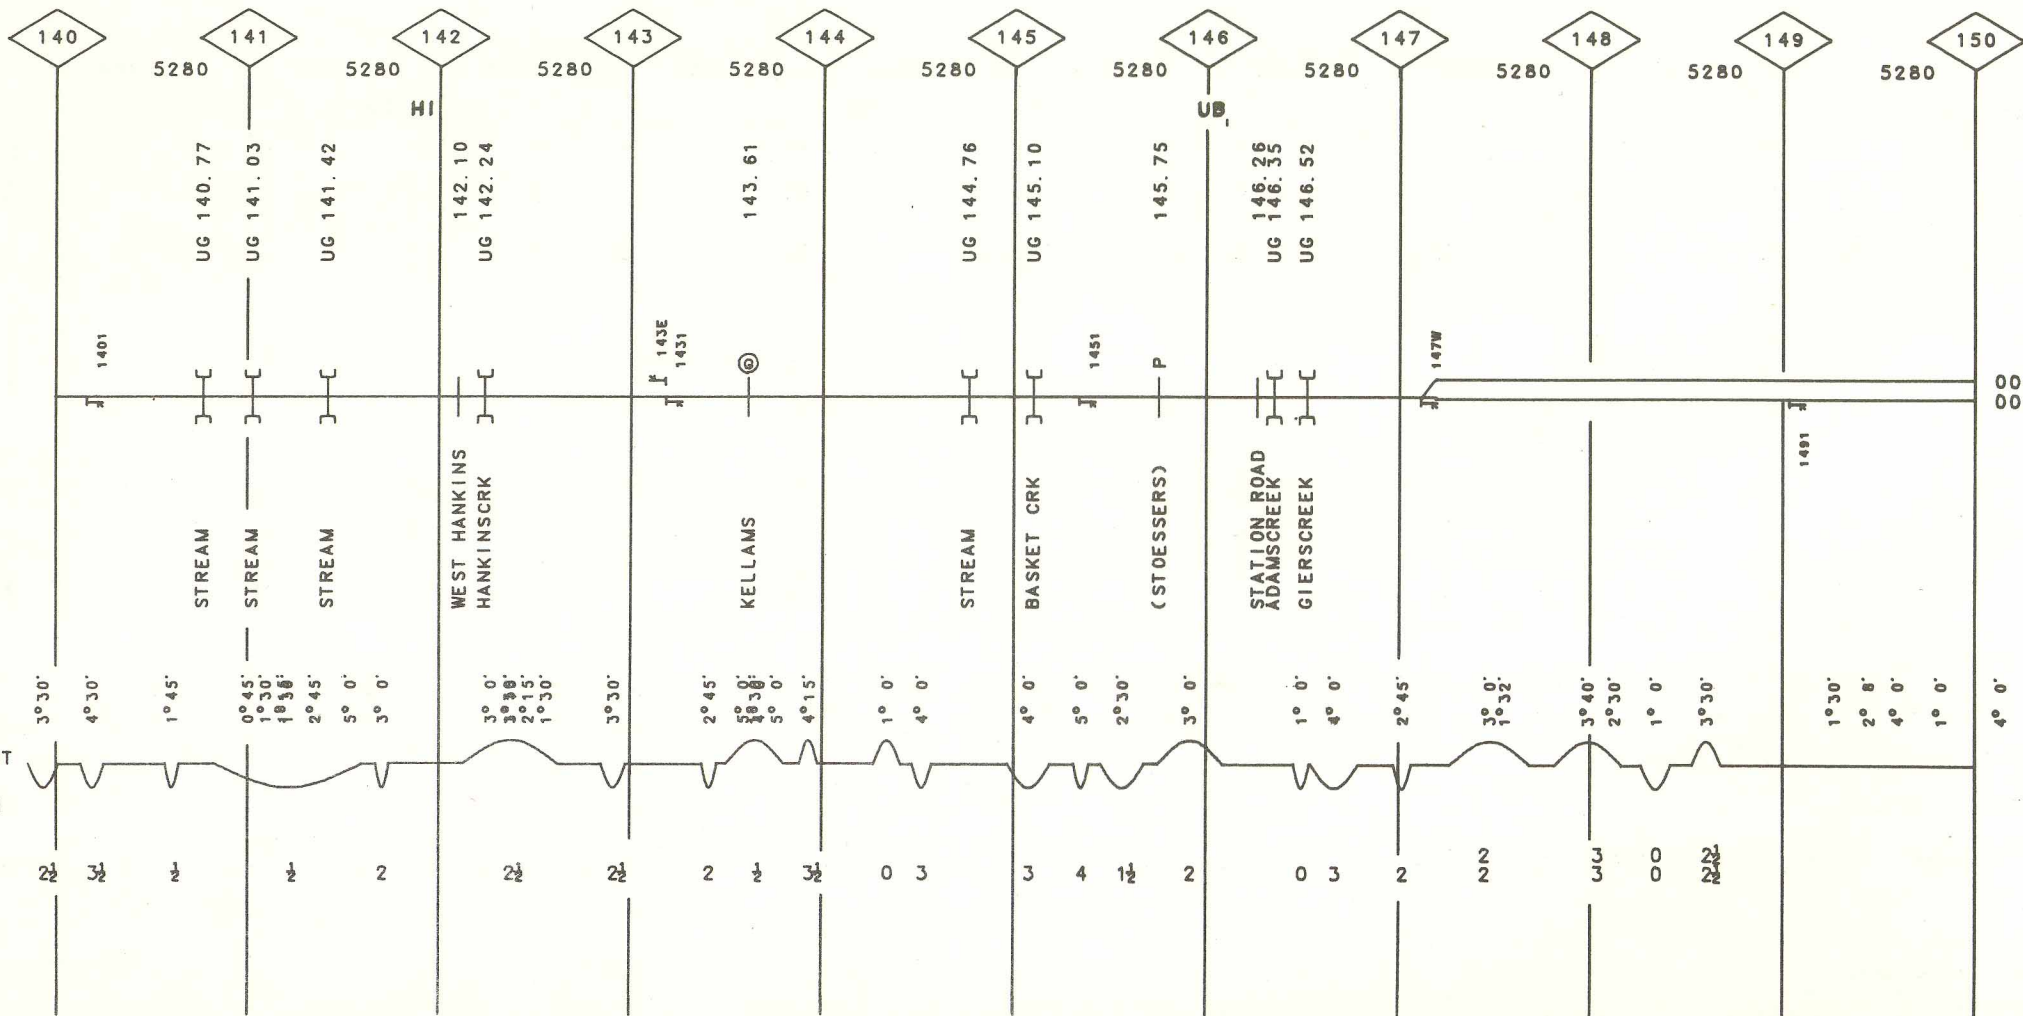 140 141 142 143 144 145 146 147 148 149 150
5280 5280 5280 5280 5280 5280 5280 5280 5280 5280
HI UB
UG 140.77
UG 141.03
UG 141.42
142.10
UG 142.24
143.61
UG 144.76
UG 145.10
145.75
146.26
UG 146.35
UG 146.52
1401
143E
1431
G
1451
P
147W
1491
00
00
STREAM
STREAM
STREAM
WEST HANKINS
HANKINSCRK
KELLAMS
STREAM
BASKET CRK
(STOESSERS)
STATION ROAD
ADAMSCREEK
GIERSCREEK
3°30'
4°30'
1°45'
0°45'
1°30'
2°45'
5° 0'
3° 0'
3° 0'
2°15'
1°30'
3°30'
2°45'
5° 0'
4°15'
1° 0'
4° 0'
4° 0'
5° 0'
2°30'
3° 0'
1° 0'
4° 0'
2°45'
3° 0'
1°32'
3°40'
2°30'
1° 0'
3°30'
1°30'
2° 8'
4° 0'
1° 0'
4° 0'
T
2 3 0 2½
2½ 3½ ½ ½ 2 2½ 2½ 2 ½ 3½ 0 3 3 4 1½ 2 0 3 2 2 3 0 2½